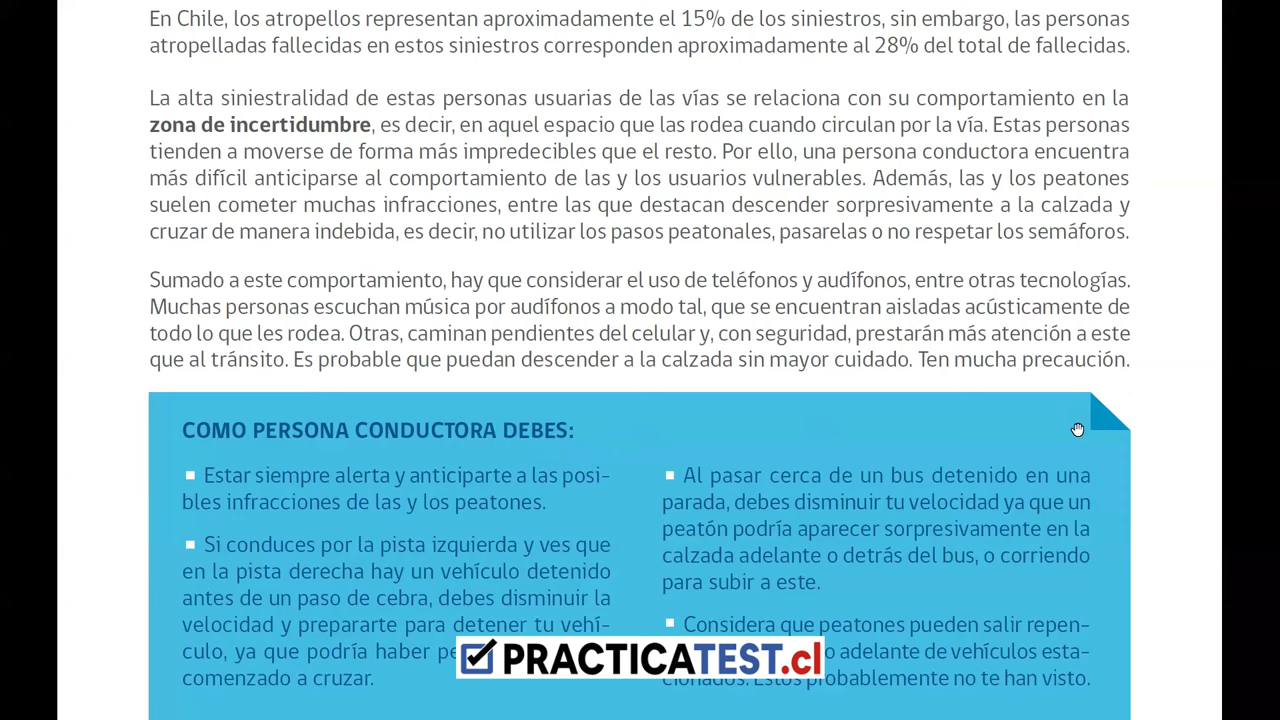 En Chile, los atropellos representan aproximadamente el 15% de los siniestros, sin embargo, las personas
atropelladas fallecidas en estos siniestros corresponden aproximadamente al 28% del total de fallecidas.
La alta siniestralidad de estas personas usuarias de las vías se relaciona con su comportamiento en la
zona de incertidumbre, es decir, en aquel espacio que las rodea cuando circulan por la vía. Estas personas
tienden a moverse de forma más impredecibles que el resto. Por ello, una persona conductora encuentra
más difícil anticiparse al comportamiento de las y los usuarios vulnerables. Además, las y los peatones
suelen cometer muchas infracciones, entre las que destacan descender sorpresivamente a la calzada y
cruzar de manera indebida, es decir, no utilizar los pasos peatonales, pasarelas o no respetar los semáforos.
Sumado a este comportamiento, hay que considerar el uso de teléfonos y audífonos, entre otras tecnologías.
Muchas personas escuchan música por audífonos a modo tal, que se encuentran aisladas acústicamente de
todo lo que les rodea. Otras, caminan pendientes del celular y, con seguridad, prestarán más atención a este
que al tránsito. Es probable que puedan descender a la calzada sin mayor cuidado. Ten mucha precaución.
COMO PERSONA CONDUCTORA DEBES:
Estar siempre alerta y anticiparte a las posi-
bles infracciones de las y los peatones.
Si conduces por la pista izquierda y ves que
en la pista derecha hay un vehículo detenido
antes de un paso de cebra, debes disminuir la
velocidad y prepararte para detener tu vehí-
culo, ya que podría haber
comenzado a cruzar.
Al pasar cerca de un bus detenido en una
parada, debes disminuir tu velocidad ya que un
peatón podría aparecer sorpresivamente en la
calzada adelante o detrás del bus, o corriendo
para subir a este.
Considera que peatones pueden salir repen-
o adelante de vehículos esta-
cionados. Estos probablemente no te han visto.
PRACTICATEST.cl